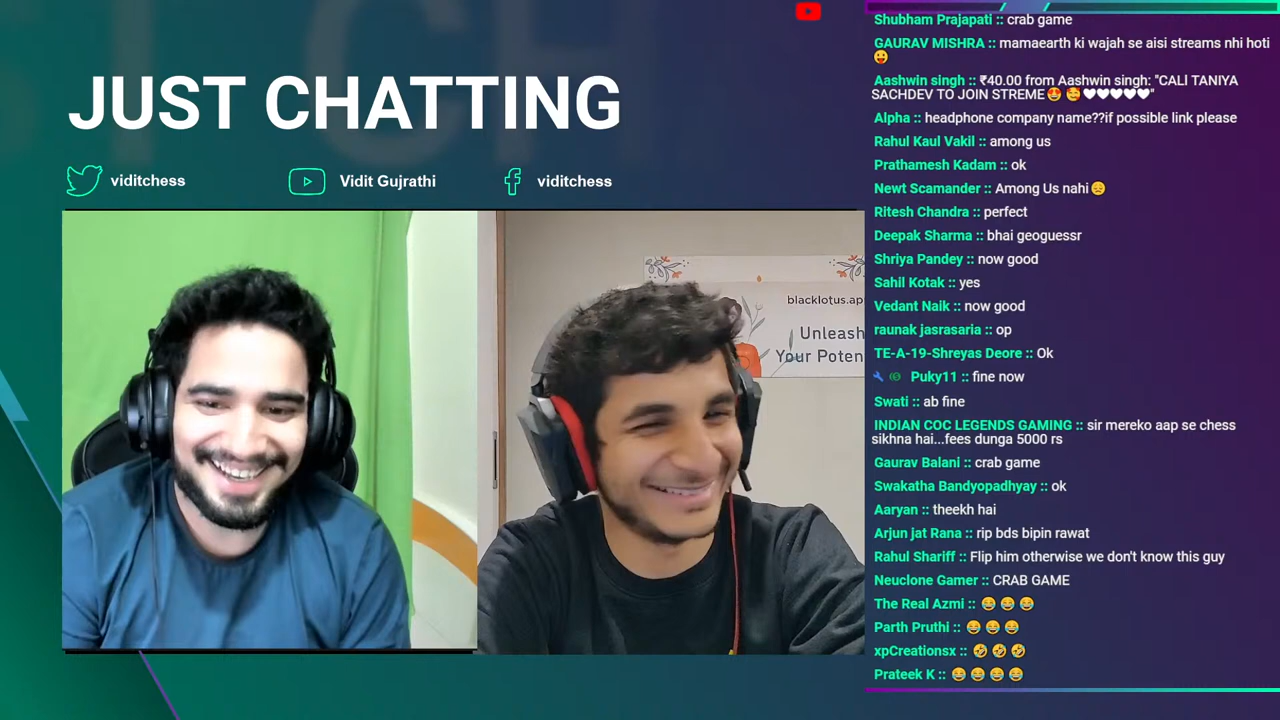 JUST CHATTING
viditchess
Vidit Gujrathi
viditchess
blacklotus.ap
Unleash
Your Poten
Shubham Prajapati :: crab game
GAURAV MISHRA :: mamaearth ki wajah se aisi streams nhi hoti
😛
Aashwin singh :: ₹40.00 from Aashwin singh: "CALl TANIYA
SACHDEV TO JOIN STREME😍 🥰🤍🤍🤍🤍🤍"
Alpha :: headphone company name??if possible link please
Rahul Kaul Vakil :: among us
Prathamesh Kadam :: ok
Newt Scamander :: Among Us nahi😔
Ritesh Chandra :: perfect
Deepak Sharma :: bhai geoguessr
Shriya Pandey :: now good
Sahil Kotak :: yes
Vedant Naik :: now good
raunak jasrasaria :: op
TE-A-19-Shreyas Deore :: Ok
Puky11 :: fine now
Swati :: ab fine
INDIAN COC LEGENDS GAMING :: sir mereko aap se chess
sikhna hai...fees dunga 5000 rs
Gaurav Balani :: crab game
Swakatha Bandyopadhyay :: ok
Aaryan :: theekh hai
Arjun jat Rana :: rip bds bipin rawat
Rahul Shariff :: Flip him otherwise we don't know this guy
Neuclone Gamer :: CRAB GAME
The Real Azmi :: 😂 😂 😂
Parth Pruthi :: 😂 😂 😂
xpCreationsx :: 🤣 🤣 🤣
Prateek K :: 😂 😂 😂 😂